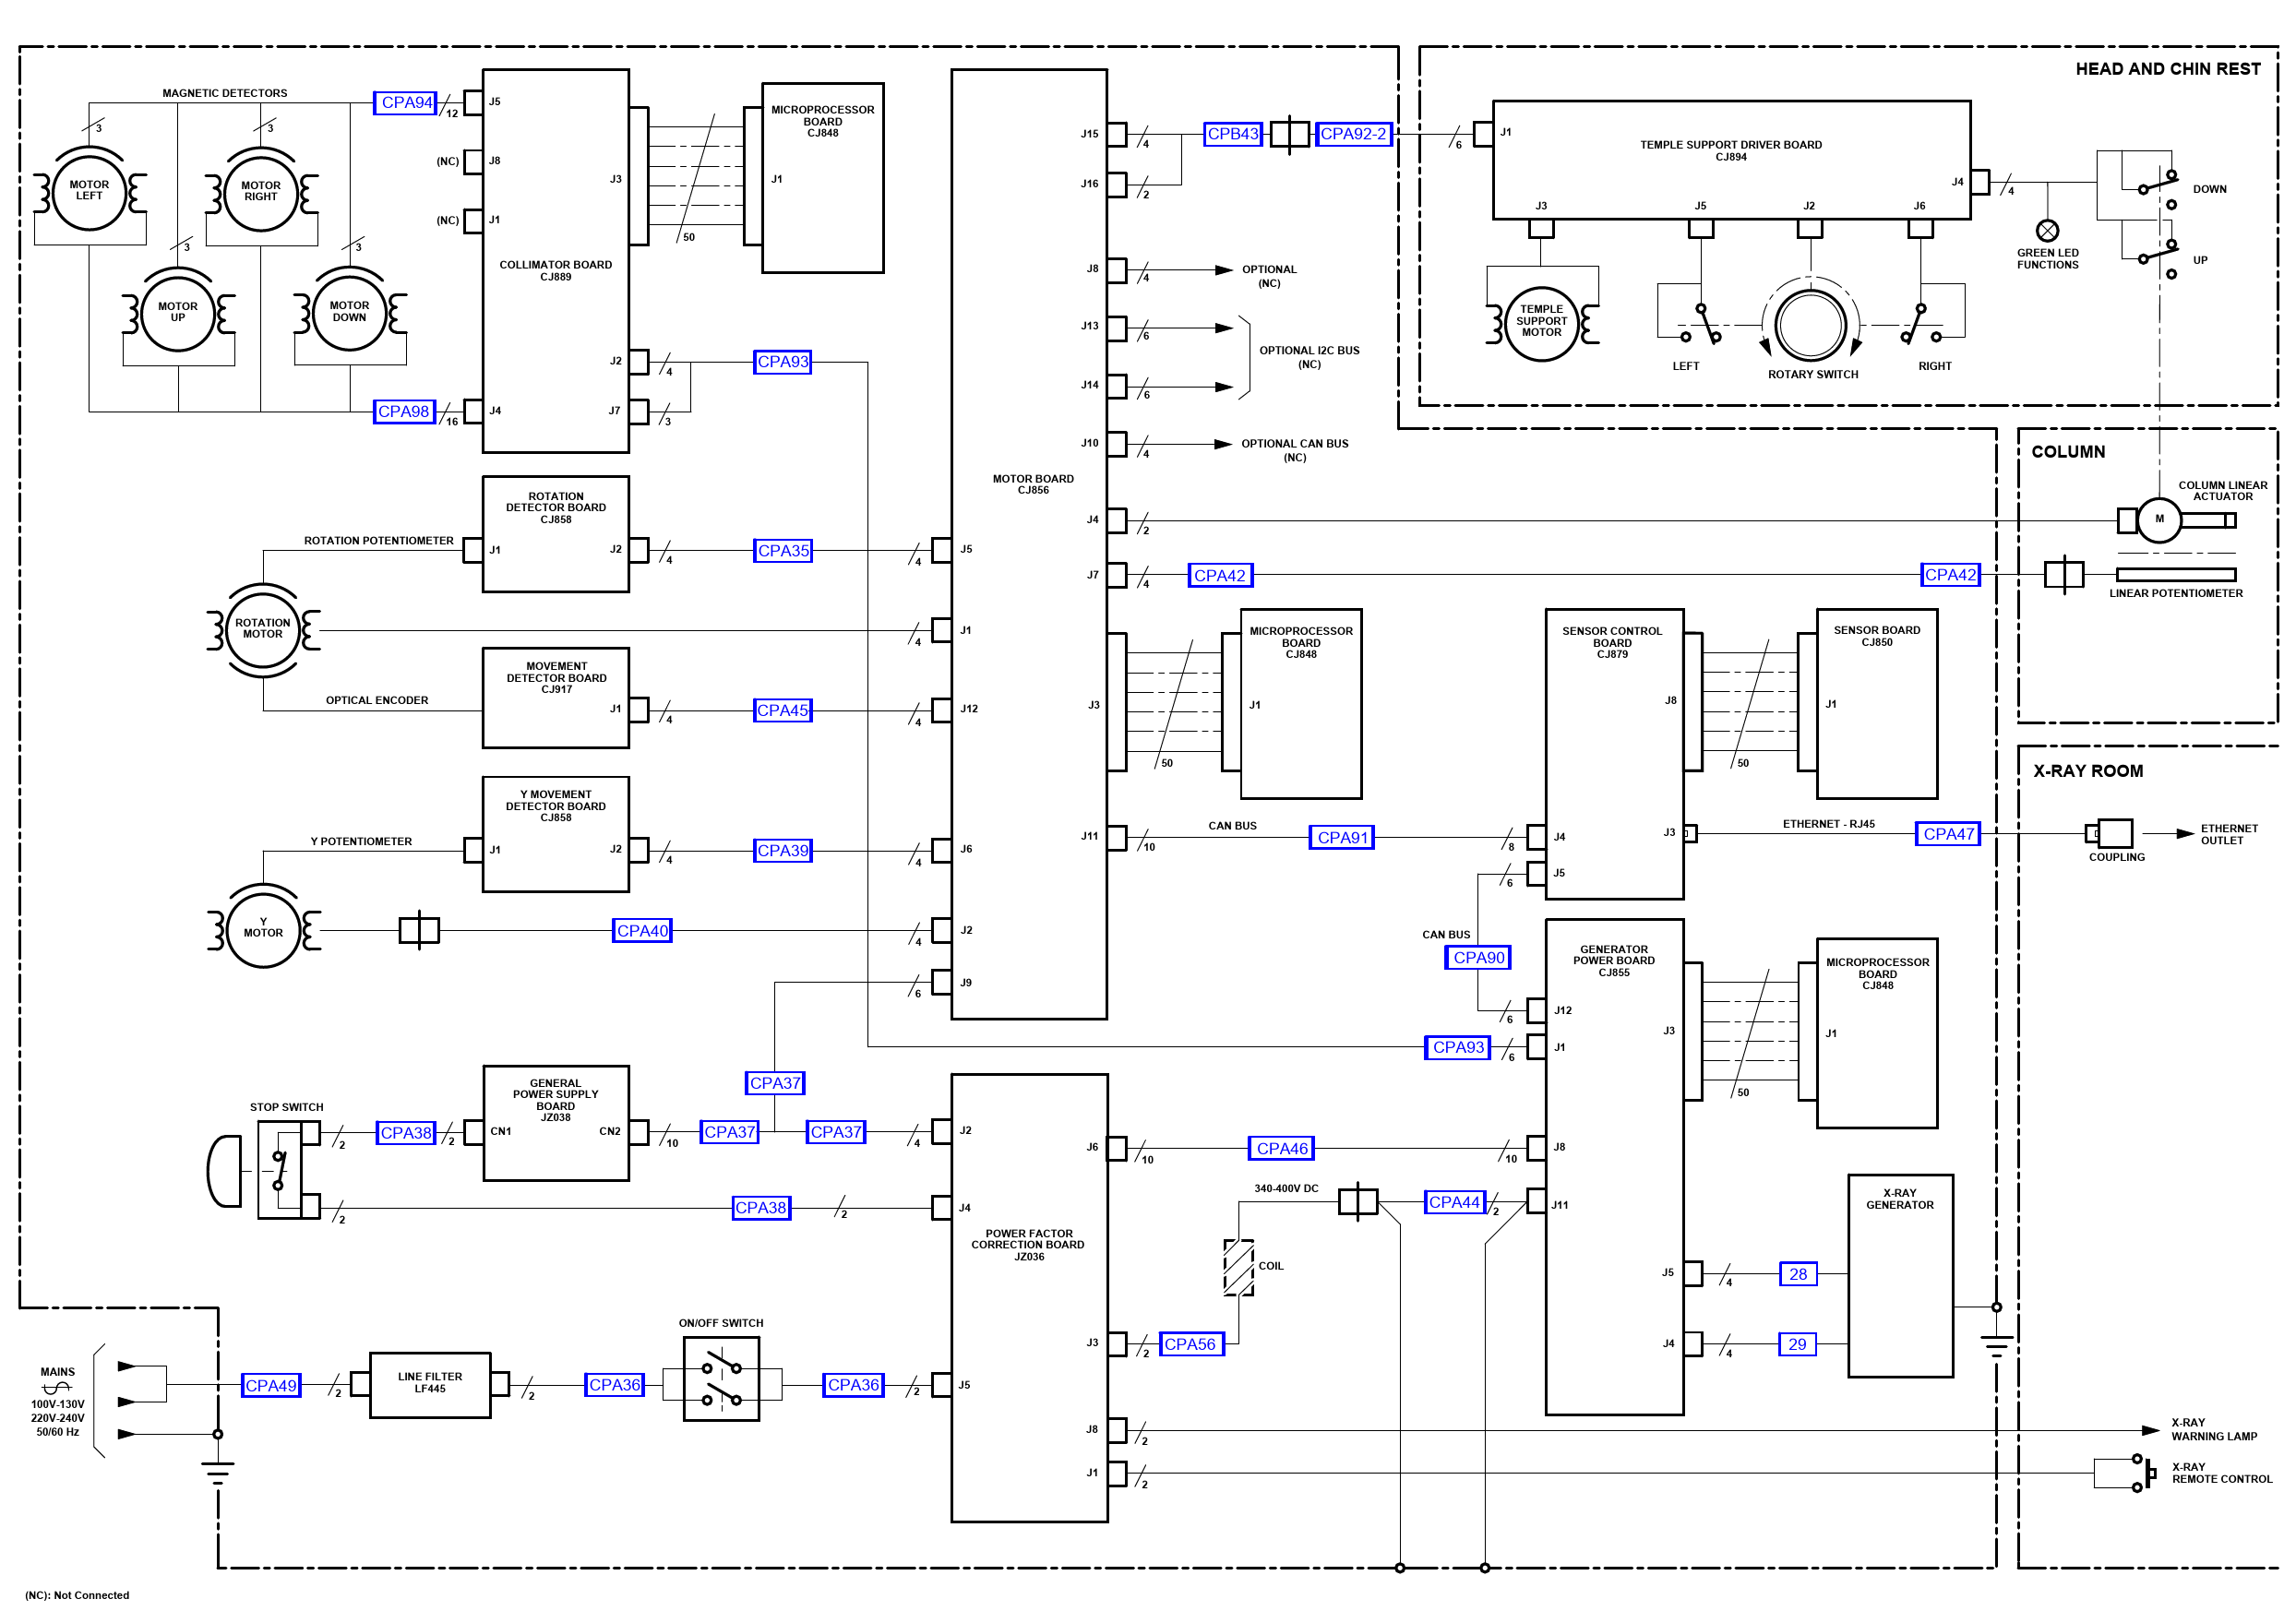 HEAD AND CHIN REST
MAGNETIC DETECTORS
CPA94
12
3
3
3
3
MOTOR
LEFT
MOTOR
RIGHT
MOTOR
UP
MOTOR
DOWN
CPA98
16
J5
(NC)
J8
(NC)
J1
J3
COLLIMATOR BOARD
CJ889
J2
4
J7
3
J4
CPA93
50
MICROPROCESSOR
BOARD
CJ848
J1
J15
4
J16
2
CPB43
CPA92-2
6
J1
TEMPLE SUPPORT DRIVER BOARD
CJ894
J4
4
J3
J5
J2
J6
DOWN
UP
GREEN LED
FUNCTIONS
TEMPLE
SUPPORT
MOTOR
LEFT
ROTARY SWITCH
RIGHT
J8
4
OPTIONAL
(NC)
J13
6
OPTIONAL I2C BUS
(NC)
J14
6
J10
4
OPTIONAL CAN BUS
(NC)
MOTOR BOARD
CJ856
COLUMN
COLUMN LINEAR
ACTUATOR
M
J4
2
J7
4
CPA42
CPA42
LINEAR POTENTIOMETER
ROTATION
DETECTOR BOARD
CJ858
ROTATION POTENTIOMETER
J1
J2
4
CPA35
4
J5
ROTATION
MOTOR
4
J1
MOVEMENT
DETECTOR BOARD
CJ917
OPTICAL ENCODER
J1
4
CPA45
4
J12
J3
50
MICROPROCESSOR
BOARD
CJ848
J1
SENSOR CONTROL
BOARD
CJ879
J8
50
SENSOR BOARD
CJ850
J1
X-RAY ROOM
Y MOVEMENT
DETECTOR BOARD
CJ858
Y POTENTIOMETER
J1
J2
4
CPA39
4
J6
J11
10
CAN BUS
CPA91
8
J4
J3
ETHERNET - RJ45
CPA47
COUPLING
ETHERNET
OUTLET
6
J5
Y
MOTOR
CPA40
4
J2
CAN BUS
CPA90
GENERATOR
POWER BOARD
CJ855
MICROPROCESSOR
BOARD
CJ848
6
J9
6
J12
J3
J1
50
CPA93
6
J1
GENERAL
POWER SUPPLY
BOARD
JZ038
CPA37
STOP SWITCH
2
CPA38
2
CN1
CN2
10
CPA37
CPA37
4
J2
J6
10
CPA46
10
J8
2
CPA38
2
J4
340-400V DC
CPA44
2
J11
X-RAY
GENERATOR
POWER FACTOR
CORRECTION BOARD
JZ036
COIL
J5
4
28
ON/OFF SWITCH
J3
2
CPA56
J4
4
29
MAINS
100V-130V
220V-240V
50/60 Hz
CPA49
2
LINE FILTER
LF445
2
CPA36
CPA36
2
J5
J8
2
X-RAY
WARNING LAMP
J1
2
X-RAY
REMOTE CONTROL
(NC): Not Connected